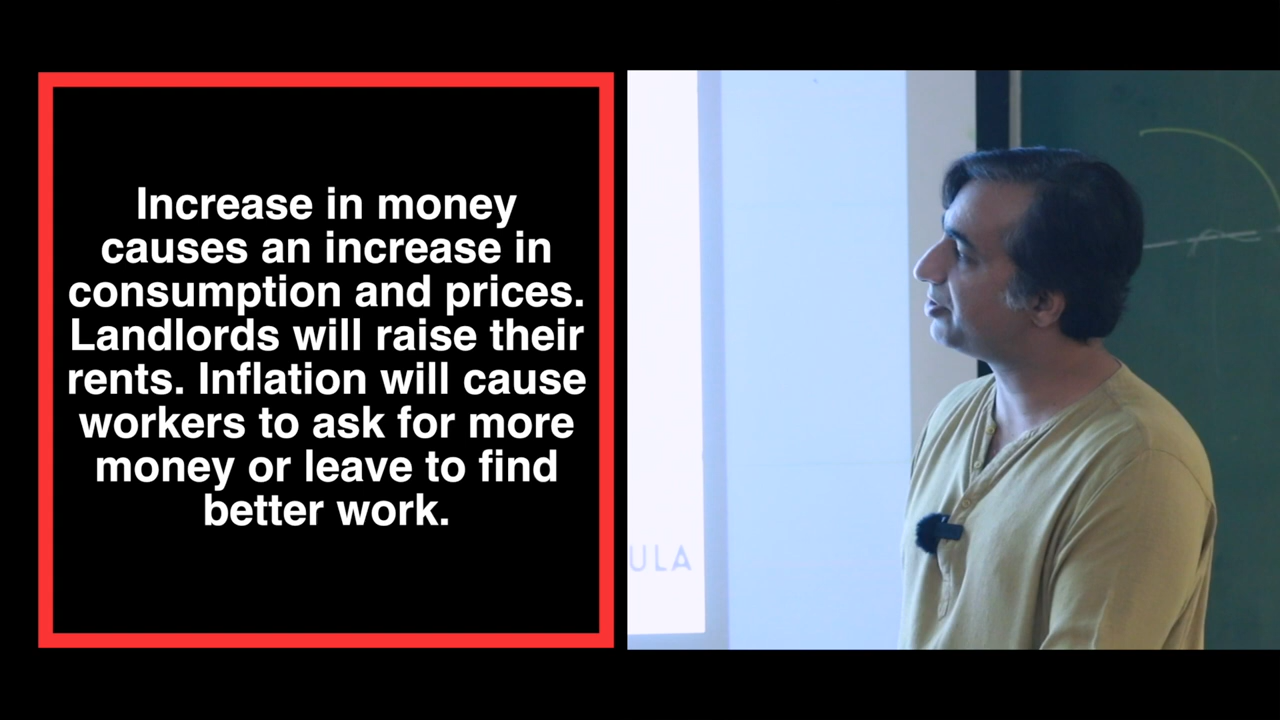 Increase in money
causes an increase in
consumption and prices.
Landlords will raise their
rents. Inflation will cause
workers to ask for more
money or leave to find
better work.
ULA